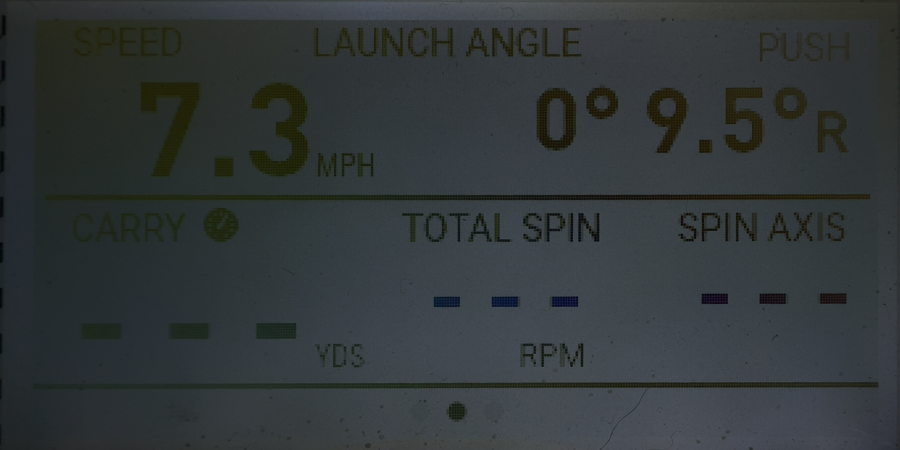 SPEED LAUNCH ANGLE PUSH
7.3 MPH 0° 9.5° R
CARRY TOTAL SPIN SPIN AXIS
- - - YDS - - - RPM - - -